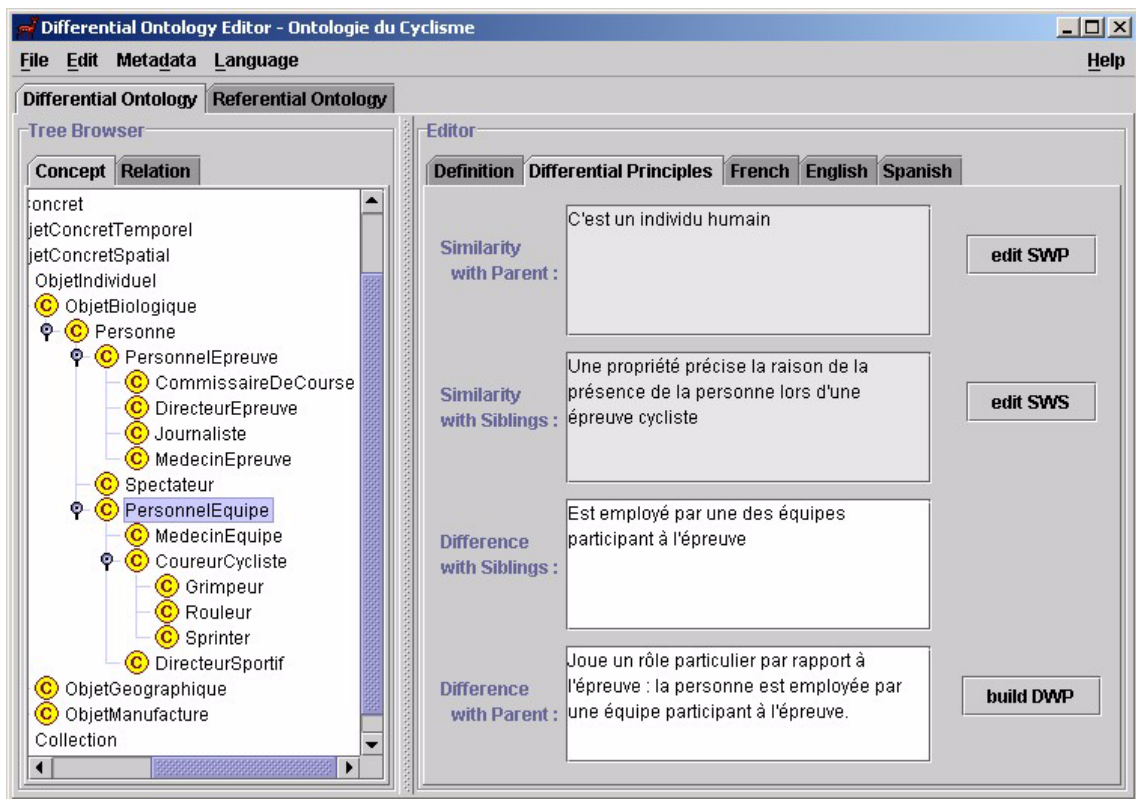 Differential Ontology Editor - Ontologie du Cyclisme
File Edit Metadata Language Help
Differential Ontology Referential Ontology
Tree Browser
Concept Relation
oncret
jetConcretTemporel
jetConcretSpatial
ObjetIndividuel
C ObjetBiologique
C Personne
C PersonnelEpreuve
C CommissaireDeCourse
C DirecteurEpreuve
C Journaliste
C MedecinEpreuve
C Spectateur
C PersonnelEquipe
C MedecinEquipe
C CoureurCycliste
C Grimpeur
C Rouleur
C Sprinter
C DirecteurSportif
C ObjetGeographique
C ObjetManufacture
Collection
Editor
Definition Differential Principles French English Spanish
Similarity
with Parent :
C'est un individu humain
edit SWP
Similarity
with Siblings :
Une propriété précise la raison de la
présence de la personne lors d'une
épreuve cycliste
edit SWS
Difference
with Siblings :
Est employé par une des équipes
participant à l'épreuve
Difference
with Parent :
Joue un rôle particulier par rapport à
l'épreuve : la personne est employée par
une équipe participant à l'épreuve.
build DWP